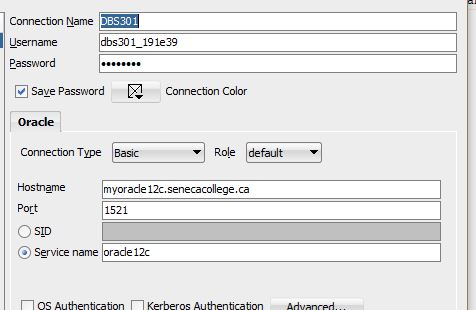 Connection Name DBS301
Username dbs301_191e39
Password ••••••••
Save Password Connection Color
Oracle
Connection Type Basic Role default
Hostname myoracle12c.senecacollege.ca
Port 1521
SID
Service name oracle12c
OS Authentication Kerberos Authentication Advanced...